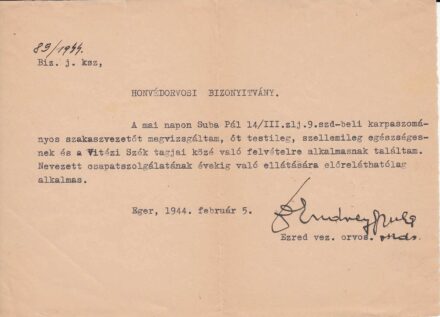 89/1944.
Biz. j. ksz,
HONVÉDORVOSI BIZONYITVÁNY.
A mai napon Suba Pál 14/III.zlj.9.szd-beli karpaszomá-
nyos szakaszvezetőt megvizsgáltam, őt testileg, szellemileg egészséges-
nek és a Vitézi Szék tagjai közé való felvételre alkalmasnak találtam.
Nevezett csapatszolgálatának évekig való ellátására előreláthatólag
alkalmas.
Eger, 1944. február 5.
Ezred vez. orvos.